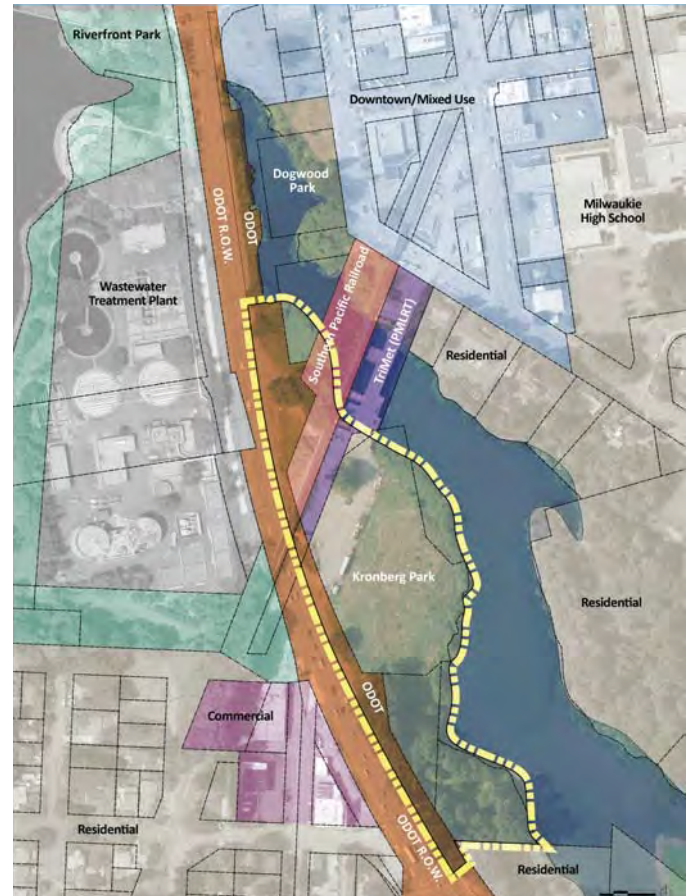 Riverfront Park
Downtown/Mixed Use
Dogwood
Park
Milwaukie
High School
ODOT R.O.W.
ODOT
Wastewater
Treatment Plant
Southern Pacific Railroad
TriMet (PMLRT)
Residential
Kronberg Park
Residential
ODOT
Commercial
Residential
ODOT R.O.W.
Residential